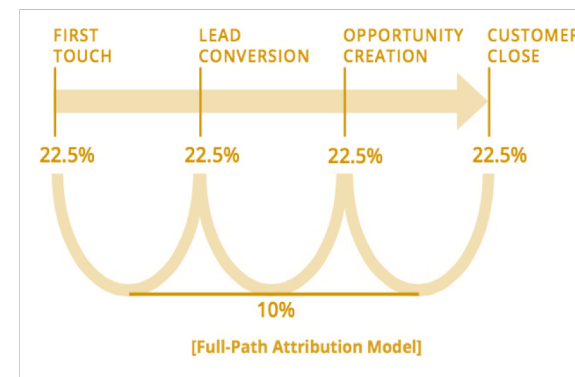 FIRST TOUCH
LEAD CONVERSION
OPPORTUNITY CREATION
CUSTOMER CLOSE
22.5% 22.5% 22.5% 22.5%
10%
[Full-Path Attribution Model]